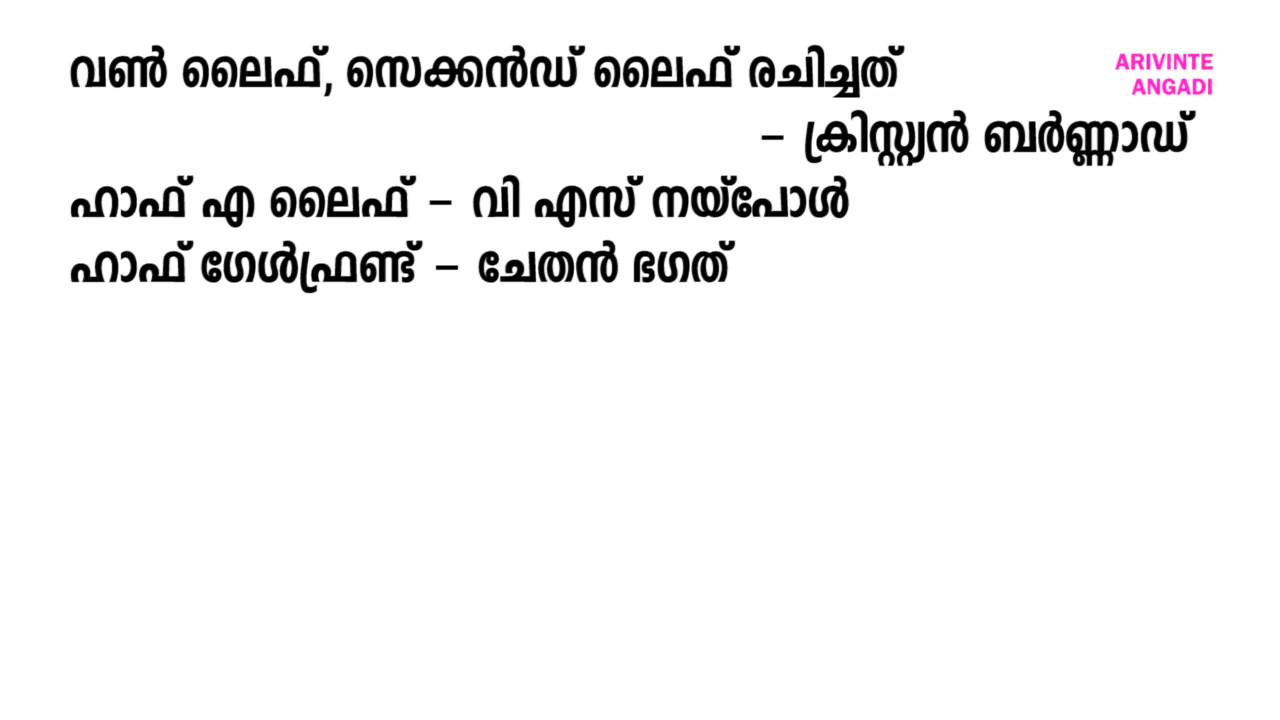 വൺ ലൈഫ്, സെക്കൻഡ് ലൈഫ് രചിച്ചത്
ARIVINTE
ANGADI
– ക്രിസ്റ്റ്യൻ ബർണ്ണാഡ്
ഹാഫ് എ ലൈഫ് – വി എസ് നയ്പോൾ
ഹാഫ് ഗേൾഫ്രണ്ട് – ചേതൻ ഭഗത്